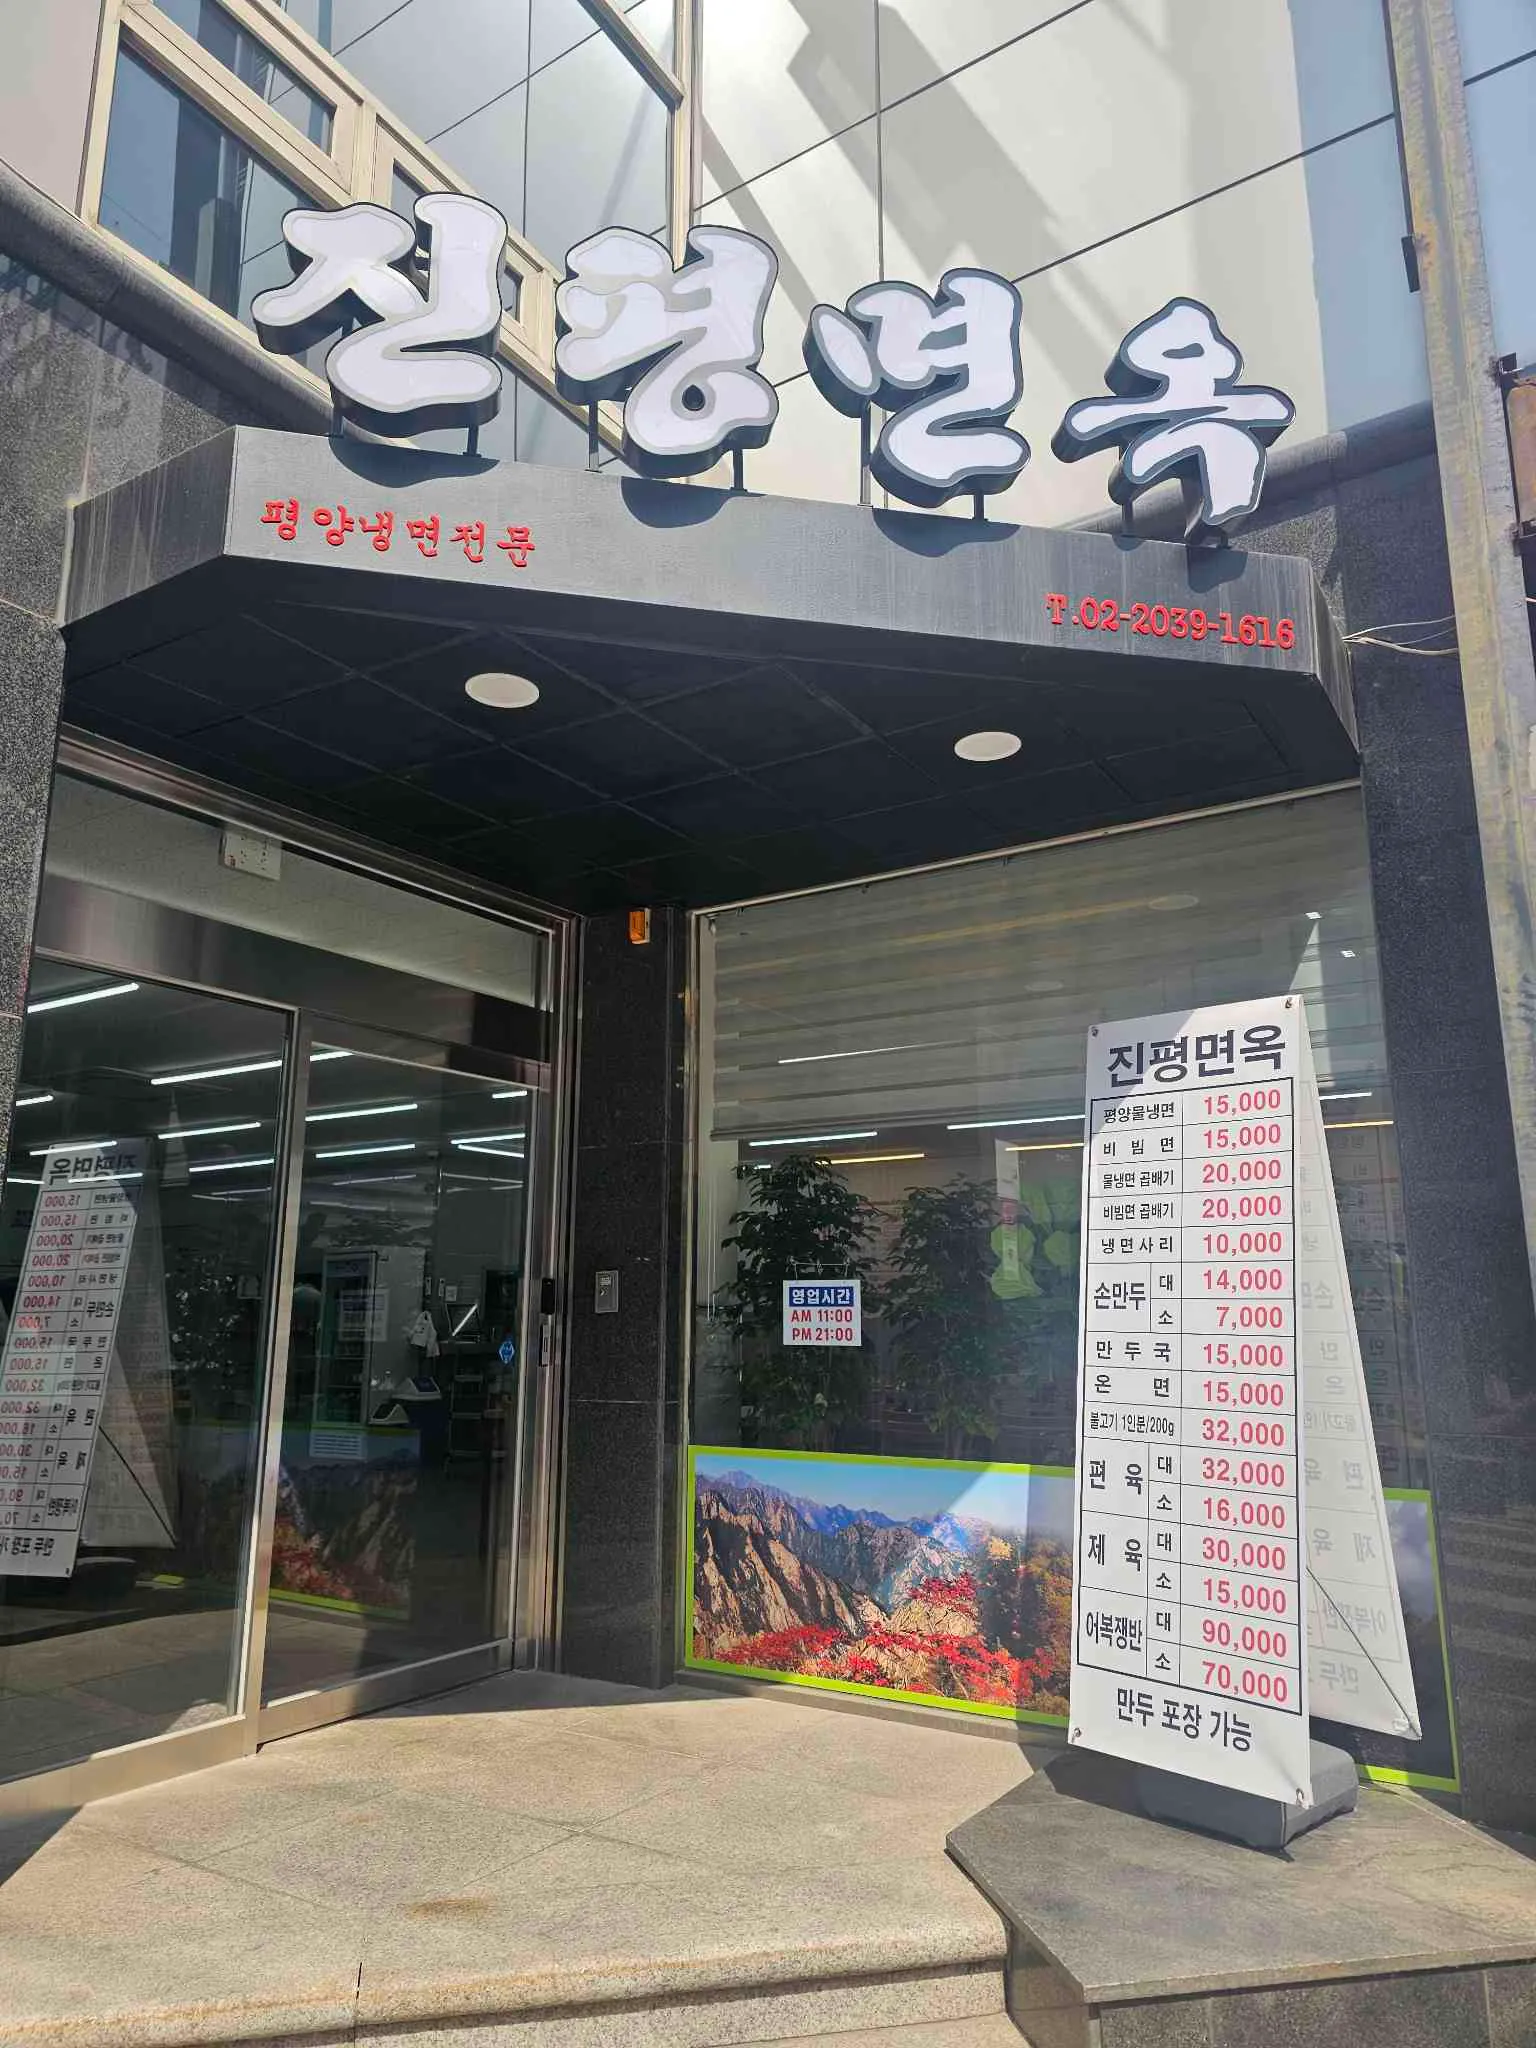 진평면옥
평양냉면전문
T.02-2039-1616
영업시간
AM 11:00
PM 21:00
진평면옥
평양물냉면 15,000
비 빔 면 15,000
물냉면 곱배기 20,000
비빔면 곱배기 20,000
냉면사리 10,000
손만두 대 14,000
소 7,000
만 두 국 15,000
온 면 15,000
불고기 1인분/200g 32,000
편 육 대 32,000
소 16,000
제 육 대 30,000
소 15,000
어복쟁반 대 90,000
소 70,000
만두 포장 가능